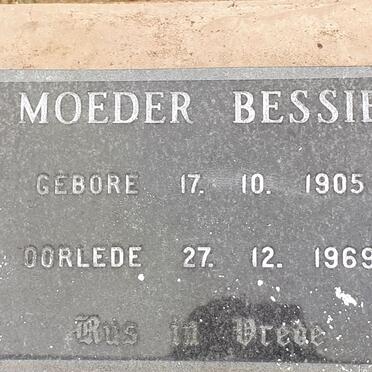 MOEDER BESSIE
GEBORE 17. 10. 1905
OORLEDE 27. 12. 1969
Rus in Vrede